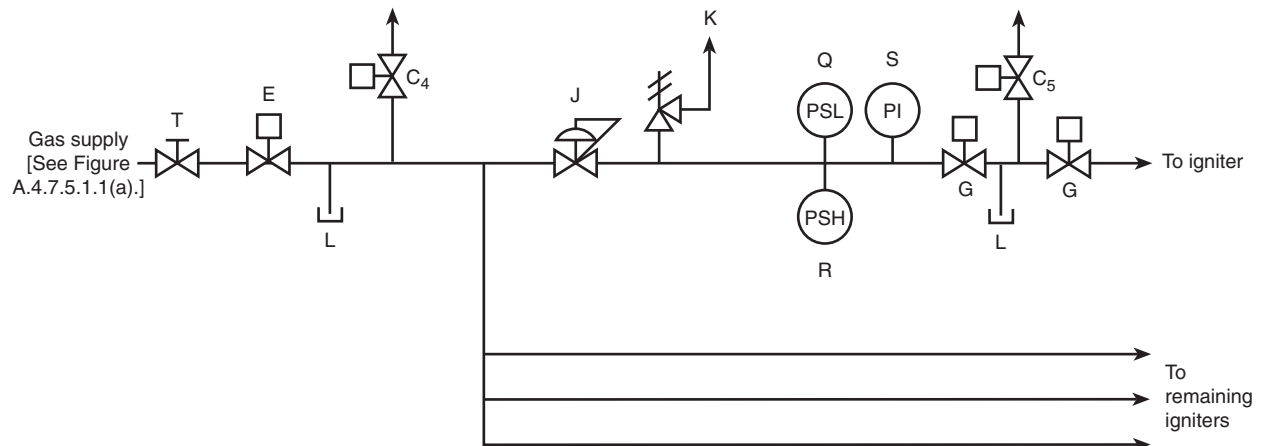 K
Q
S
E
C4
J
C5
T
PSL
PI
Gas supply
[See Figure
A.4.7.5.1.1(a).]
To igniter
G
G
PSH
L
L
R
To
remaining
igniters